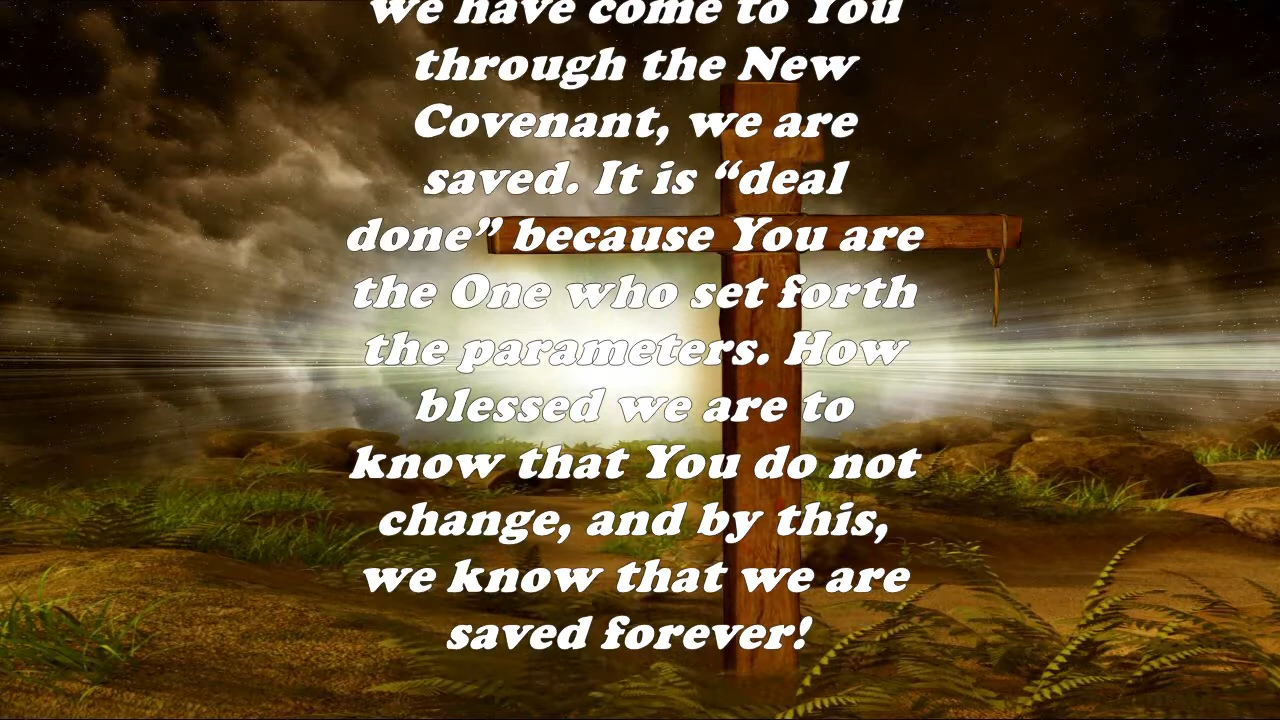 we have come to You
through the New
Covenant, we are
saved. It is “deal
done” because You are
the One who set forth
the parameters. How
blessed we are to
know that You do not
change, and by this,
we know that we are
saved forever!